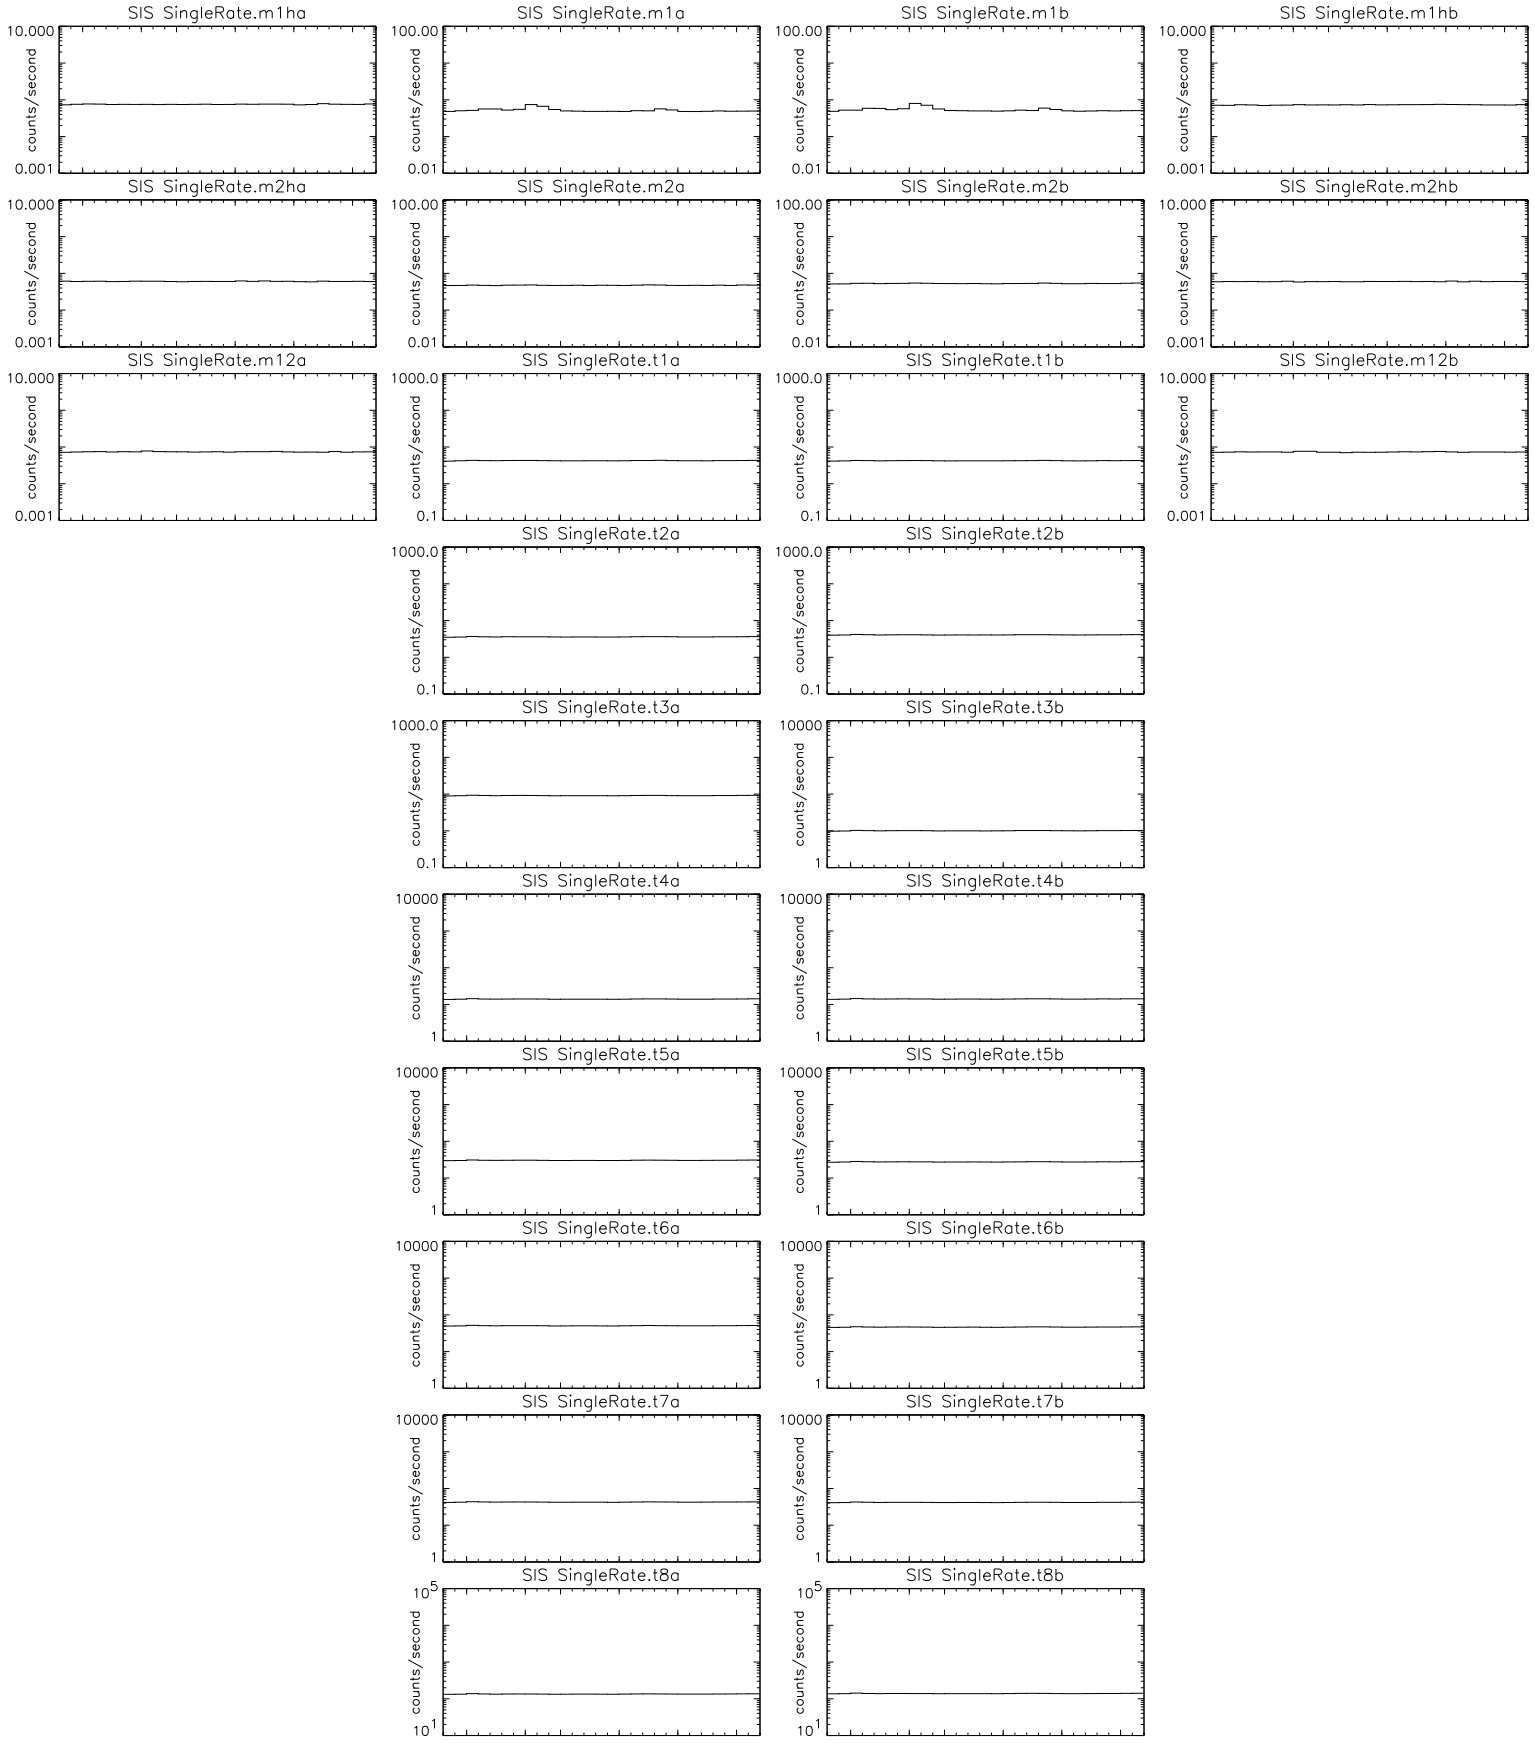 SIS SingleRate.m1ha
10.000
counts/second
0.001
SIS SingleRate.m1a
100.00
counts/second
0.01
SIS SingleRate.m1b
100.00
counts/second
0.01
SIS SingleRate.m1hb
10.000
counts/second
0.001
SIS SingleRate.m2ha
10.000
counts/second
0.001
SIS SingleRate.m2a
100.00
counts/second
0.01
SIS SingleRate.m2b
100.00
counts/second
0.01
SIS SingleRate.m2hb
10.000
counts/second
0.001
SIS SingleRate.m12a
10.000
counts/second
0.001
SIS SingleRate.t1a
1000.0
counts/second
0.1
SIS SingleRate.t1b
1000.0
counts/second
0.1
SIS SingleRate.m12b
10.000
counts/second
0.001
SIS SingleRate.t2a
1000.0
counts/second
0.1
SIS SingleRate.t2b
1000.0
counts/second
0.1
SIS SingleRate.t3a
1000.0
counts/second
0.1
SIS SingleRate.t3b
10000
counts/second
1
SIS SingleRate.t4a
10000
counts/second
1
SIS SingleRate.t4b
10000
counts/second
1
SIS SingleRate.t5a
10000
counts/second
1
SIS SingleRate.t5b
10000
counts/second
1
SIS SingleRate.t6a
10000
counts/second
1
SIS SingleRate.t6b
10000
counts/second
1
SIS SingleRate.t7a
10000
counts/second
1
SIS SingleRate.t7b
10000
counts/second
1
SIS SingleRate.t8a
10⁵
counts/second
10¹
SIS SingleRate.t8b
10⁵
counts/second
10¹